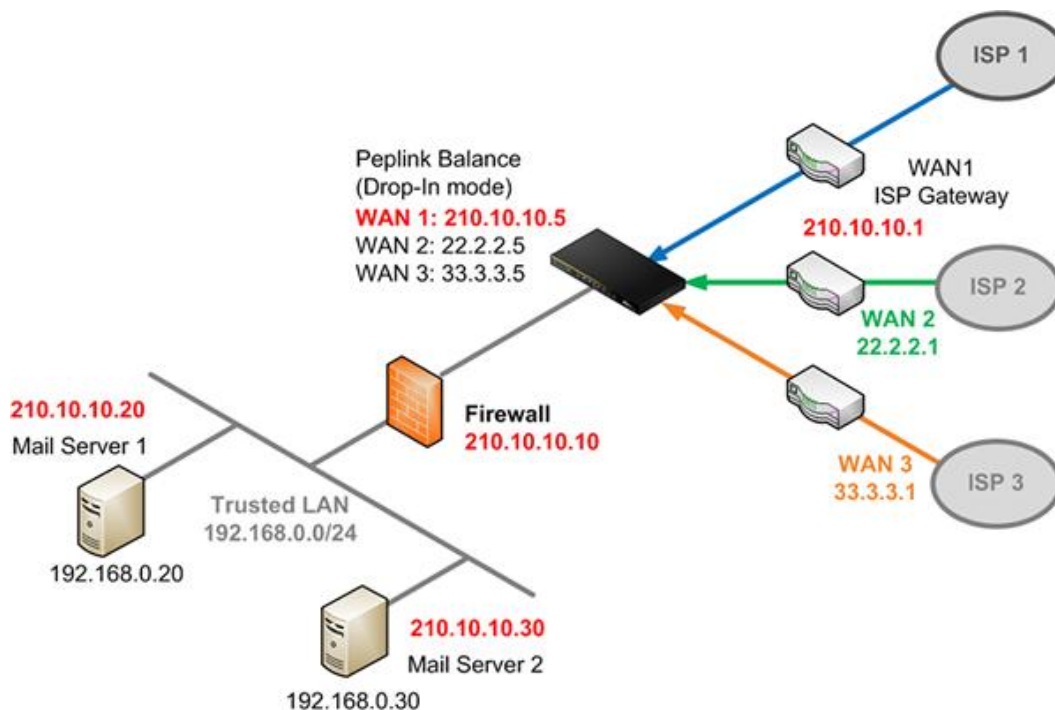 ISP 1
Peplink Balance
(Drop-In mode)
WAN 1: 210.10.10.5
WAN 2: 22.2.2.5
WAN 3: 33.3.3.5
WAN1
ISP Gateway
210.10.10.1
ISP 2
WAN 2
22.2.2.1
210.10.10.20
Mail Server 1
Firewall
210.10.10.10
WAN 3
33.3.3.1
ISP 3
Trusted LAN
192.168.0.0/24
192.168.0.20
210.10.10.30
Mail Server 2
192.168.0.30